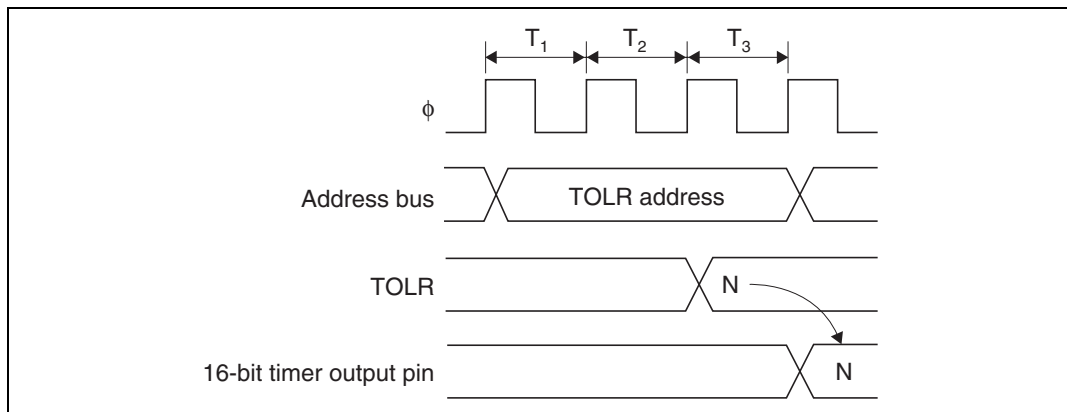 T₁ T₂ T₃
ϕ
Address bus TOLR address
TOLR N
16-bit timer output pin N